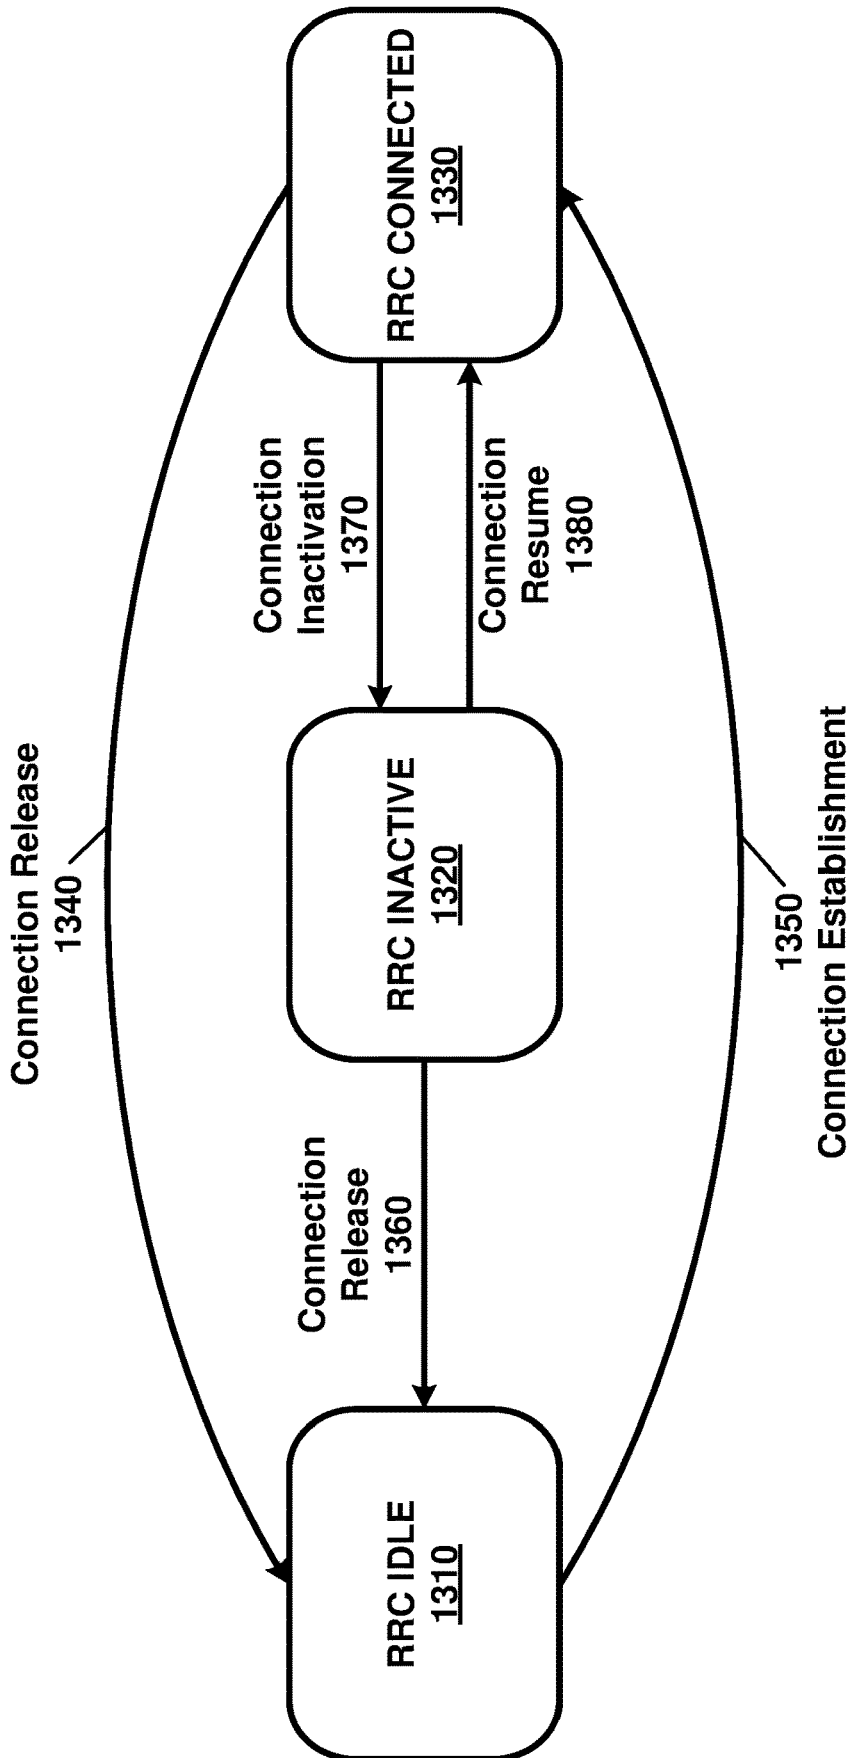 Connection Release
1340
RRC IDLE
1310
Connection
Release
1360
RRC INACTIVE
1320
Connection
Inactivation
1370
Connection
Resume
1380
RRC CONNECTED
1330
1350
Connection Establishment